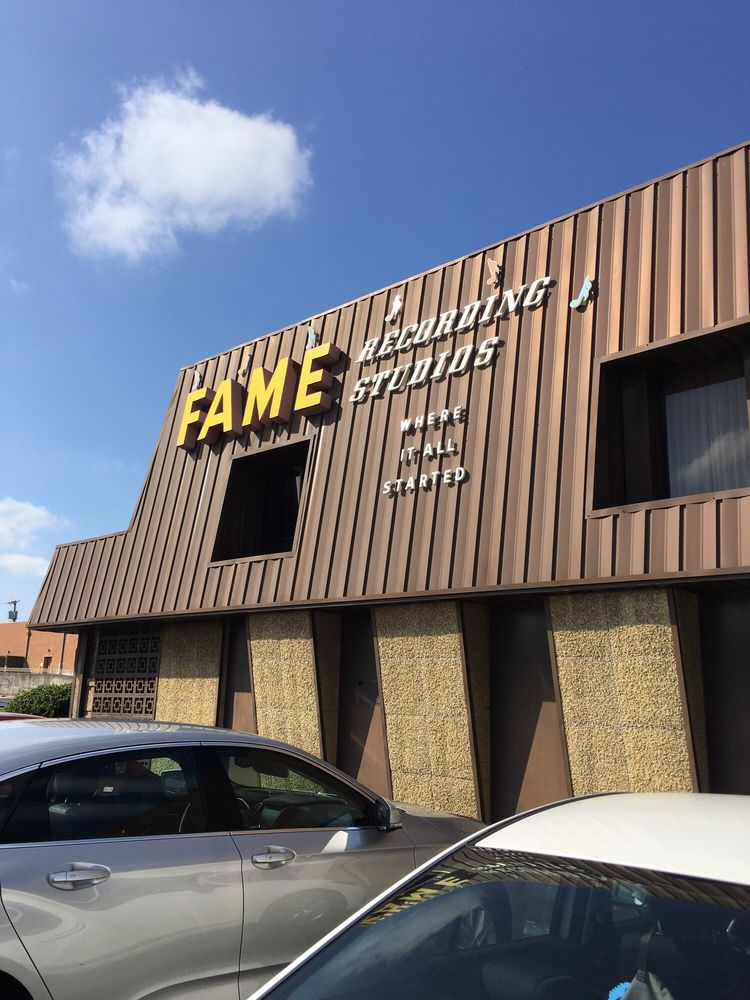 FAME RECORDING
STUDIOS
WHERE
IT ALL
STARTED